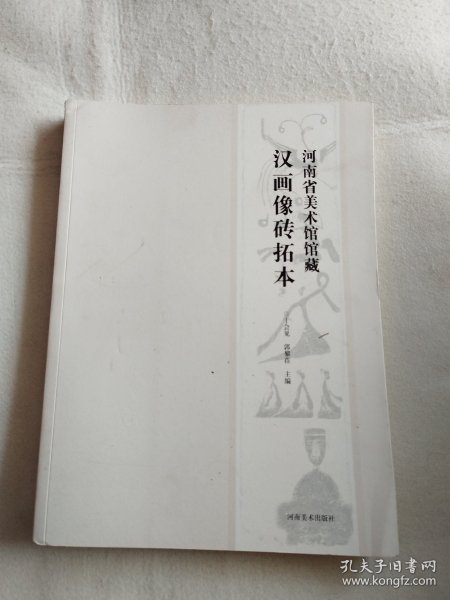 河南省美术馆馆藏
汉画像砖拓本
主编
河南美术出版社
孔夫子旧书网
www.kongfz.com